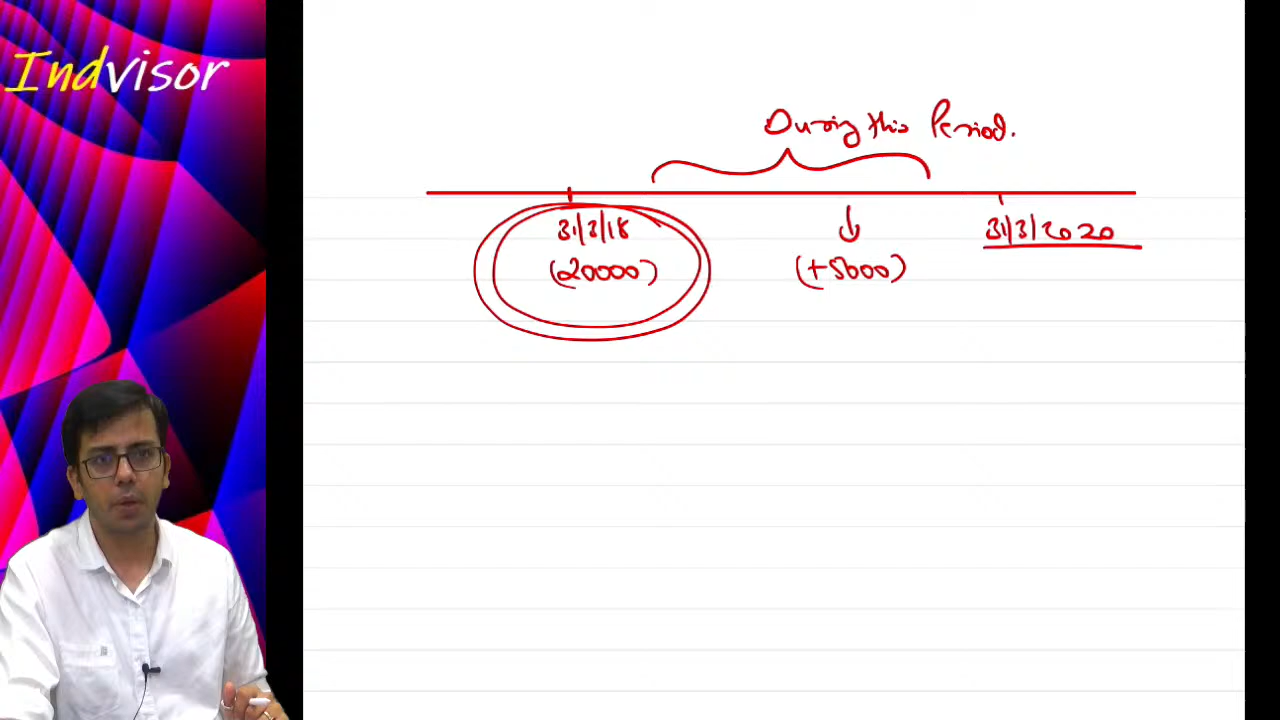 Indvisor
During this Period.
31/3/18
31/3/2020
(20000)
(+5000)